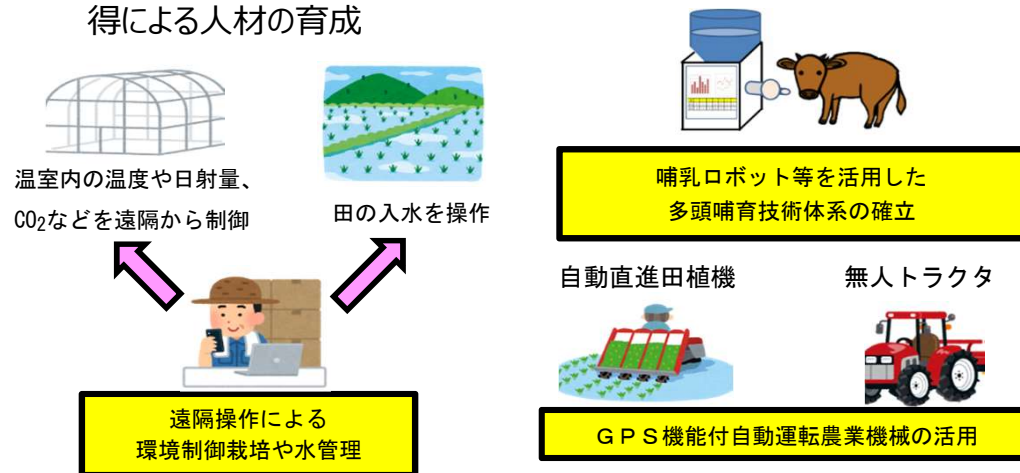 得による人材の育成
温室内の温度や日射量、
CO2などを遠隔から制御
田の入水を操作
遠隔操作による
環境制御栽培や水管理
哺乳ロボット等を活用した
多頭哺育技術体系の確立
自動直進田植機
無人トラクタ
ＧＰＳ機能付自動運転農業機械の活用